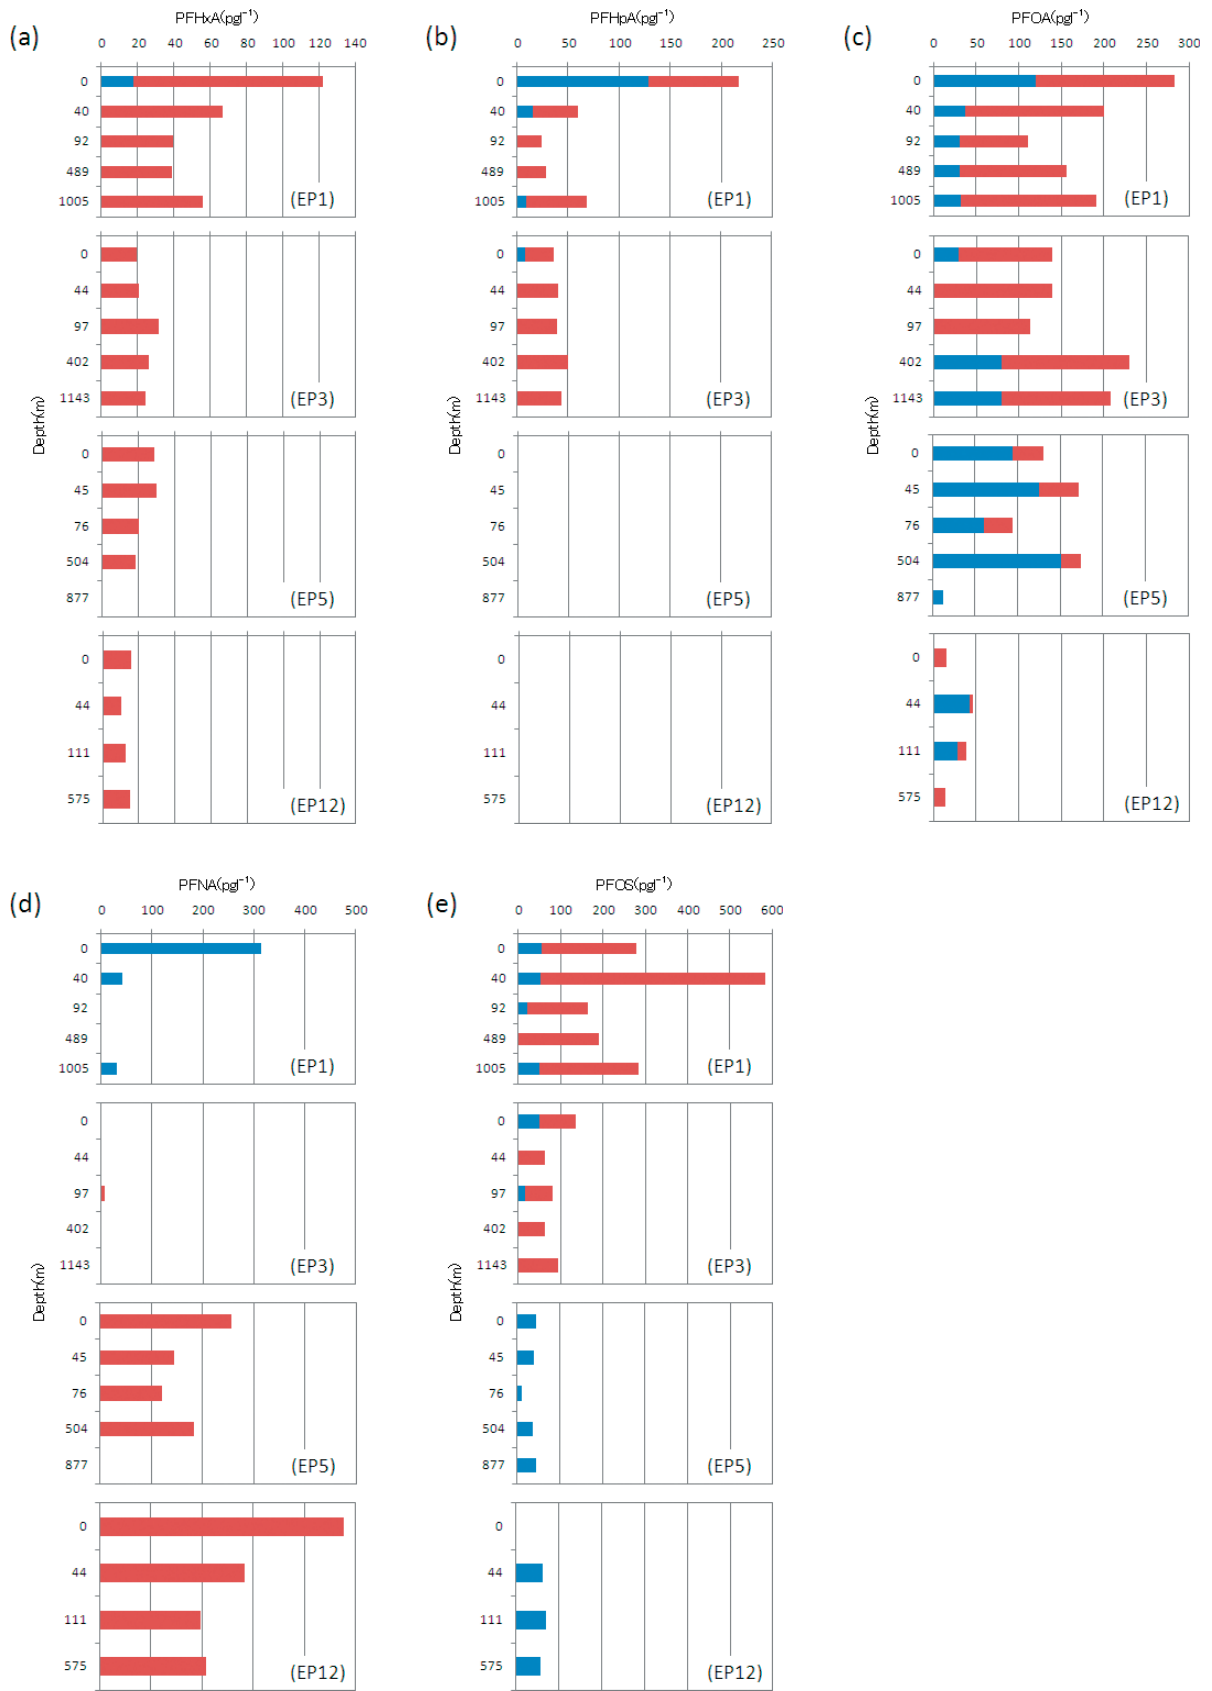 PFHxA(pgl⁻¹)
(a)
0 20 40 60 80 100 120 140
0
40
92
489
1005
(EP1)
0
44
97
402
1143
(EP3)
Depth(m)
0
45
76
504
877
(EP5)
0
44
111
575
(EP12)
PFHpA(pgl⁻¹)
(b)
0 50 100 150 200 250
0
40
92
489
1005
(EP1)
0
44
97
402
1143
(EP3)
Depth(m)
0
45
76
504
877
(EP5)
0
44
111
575
(EP12)
PFOA(pgl⁻¹)
(c)
0 50 100 150 200 250 300
0
40
92
489
1005
(EP1)
0
44
97
402
1143
(EP3)
Depth(m)
0
45
76
504
877
(EP5)
0
44
111
575
(EP12)
PFNA(pgl⁻¹)
(d)
0 100 200 300 400 500
0
40
92
489
1005
(EP1)
0
44
97
402
1143
(EP3)
Depth(m)
0
45
76
504
877
(EP5)
0
44
111
575
(EP12)
PFOS(pgl⁻¹)
(e)
0 100 200 300 400 500 600
0
40
92
489
1005
(EP1)
0
44
97
402
1143
(EP3)
Depth(m)
0
45
76
504
877
(EP5)
0
44
111
575
(EP12)